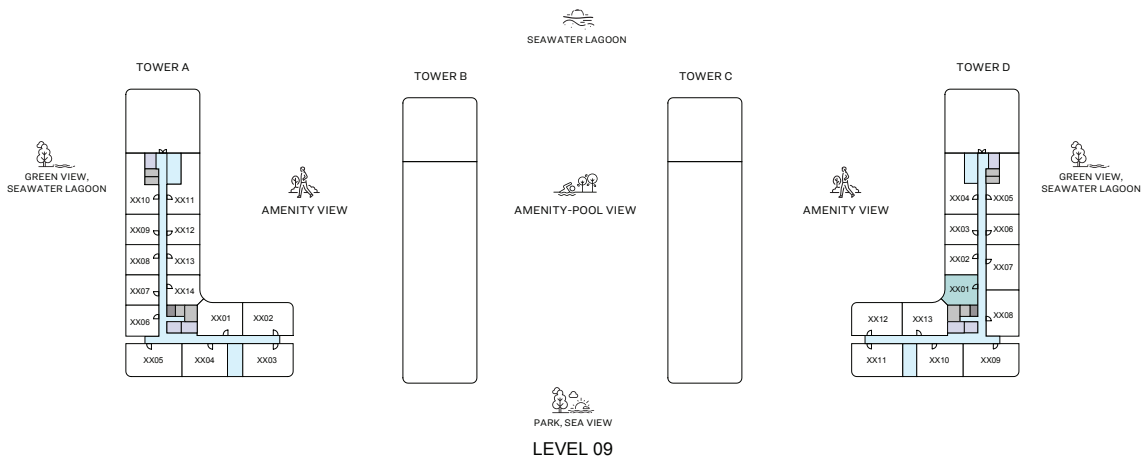 SEAWATER LAGOON
TOWER A
TOWER B
TOWER C
TOWER D
GREEN VIEW,
SEAWATER LAGOON
AMENITY VIEW
AMENITY-POOL VIEW
AMENITY VIEW
GREEN VIEW,
SEAWATER LAGOON
XX10 XX11
XX09 XX12
XX08 XX13
XX07 XX14
XX06 XX01 XX02
XX05 XX04 XX03
XX04 XX05
XX03 XX06
XX02 XX07
XX01
XX12 XX13 XX08
XX11 XX10 XX09
PARK, SEA VIEW
LEVEL 09